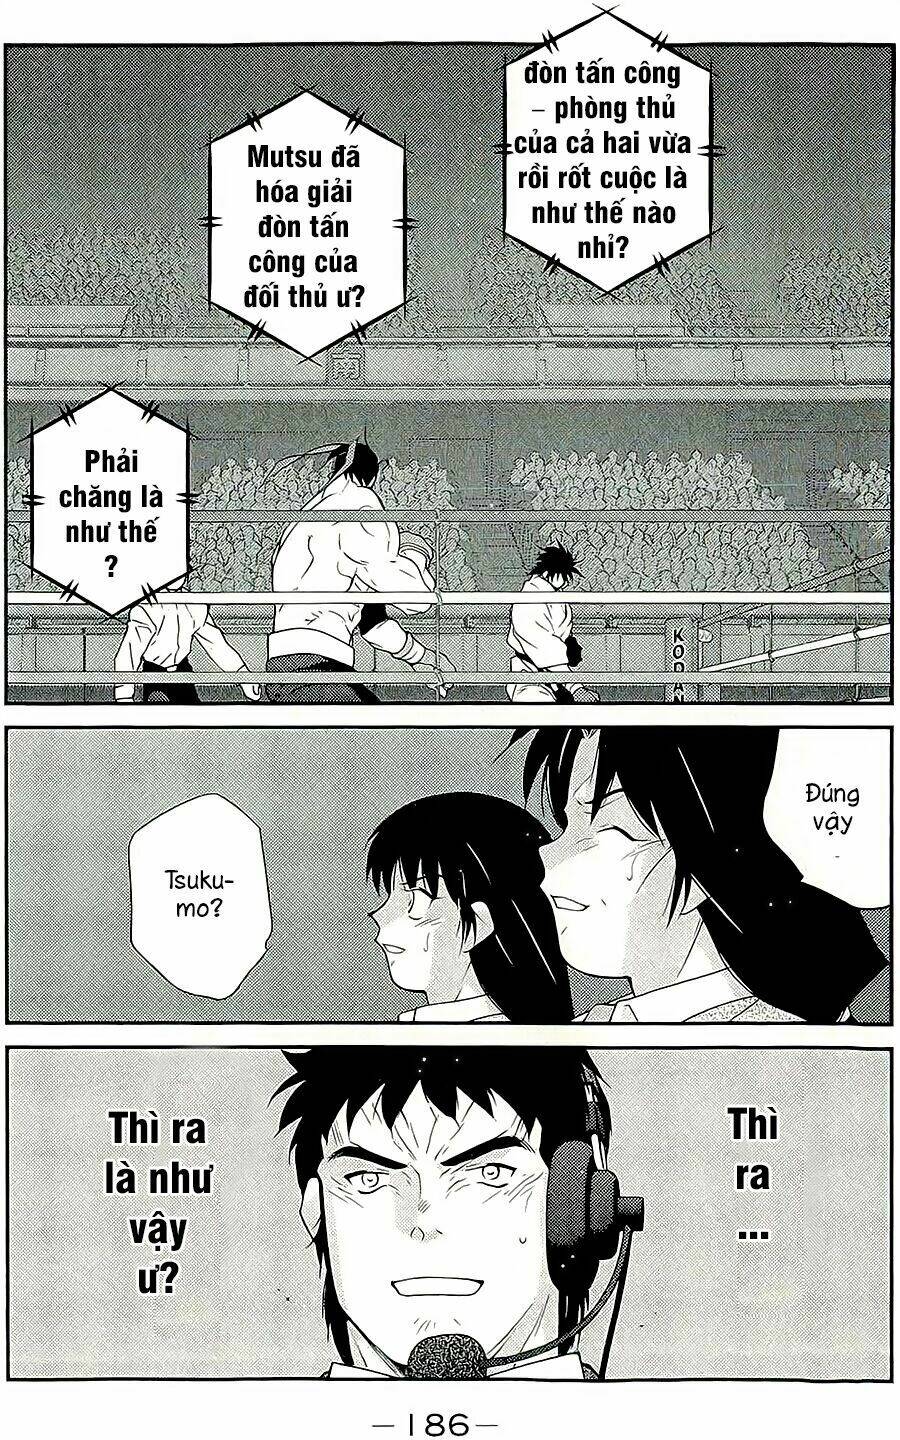 đòn tấn công
– phòng thủ
của cả hai vừa
rồi rốt cuộc là
như thế nào
nhỉ?
Mutsu đã
hóa giải
đòn tấn
công của
đối thủ ư?
Phải
chăng là
như thế
?
南
KODAN
Đúng
vậy
Tsuku-
mo?
Thì
ra
...
Thì ra
là như
vậy
ư?
— 186 —